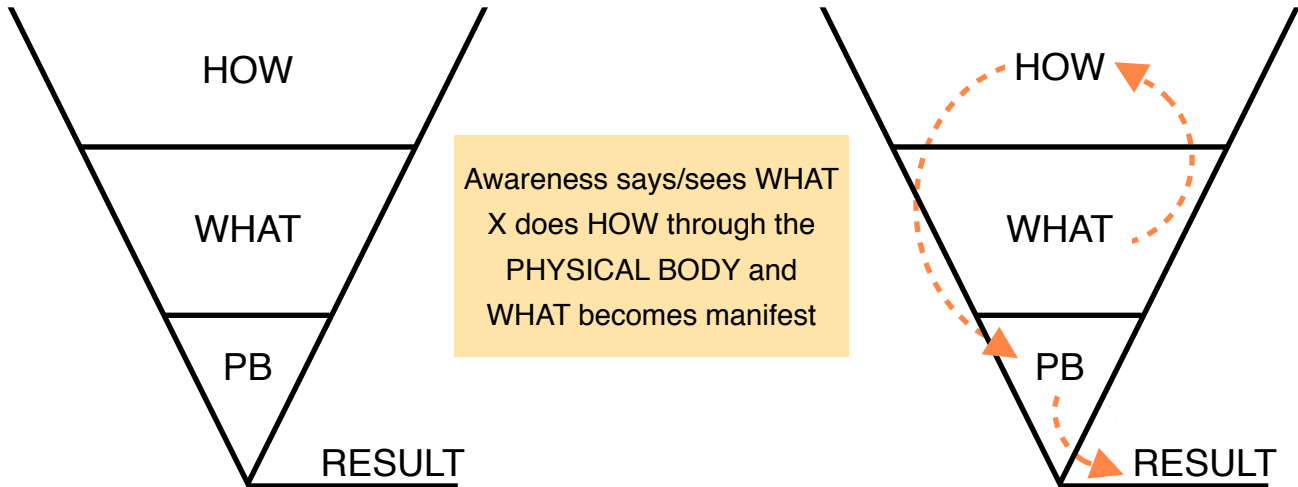 HOW
WHAT
PB
RESULT
Awareness says/sees WHAT
X does HOW through the
PHYSICAL BODY and
WHAT becomes manifest
HOW
WHAT
PB
RESULT